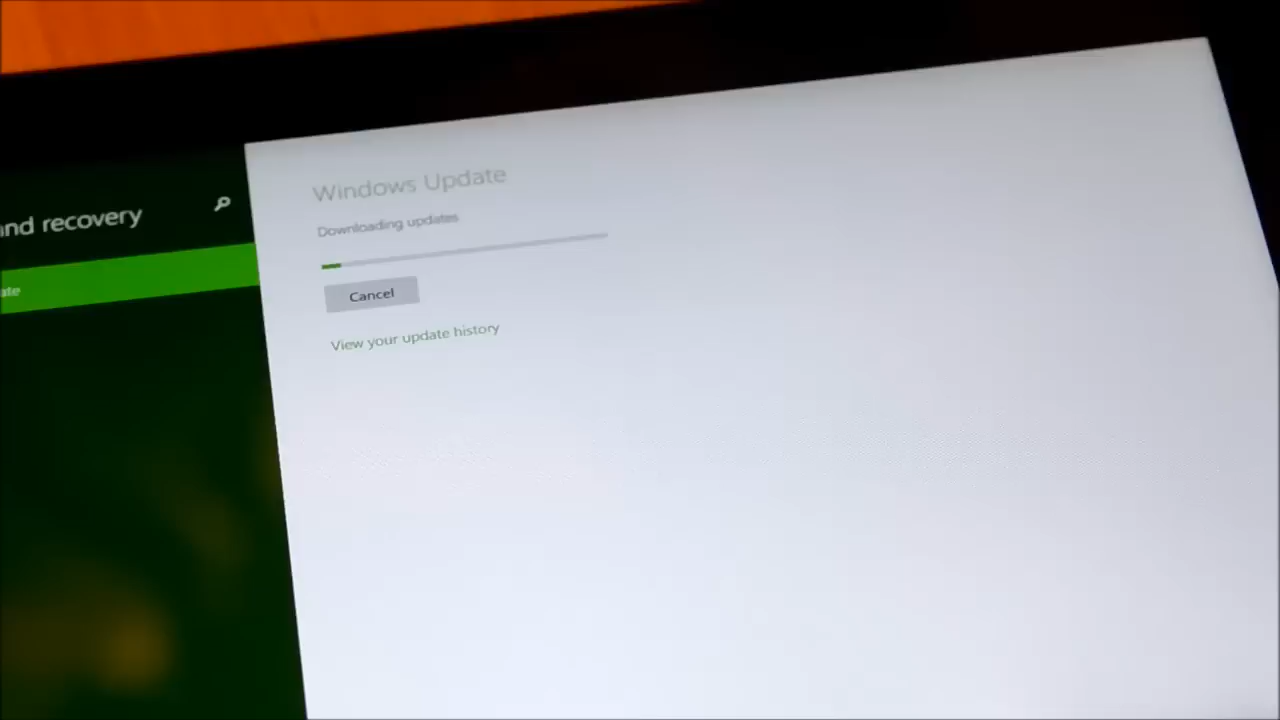 and recovery
Windows Update
Downloading updates
Cancel
View your update history